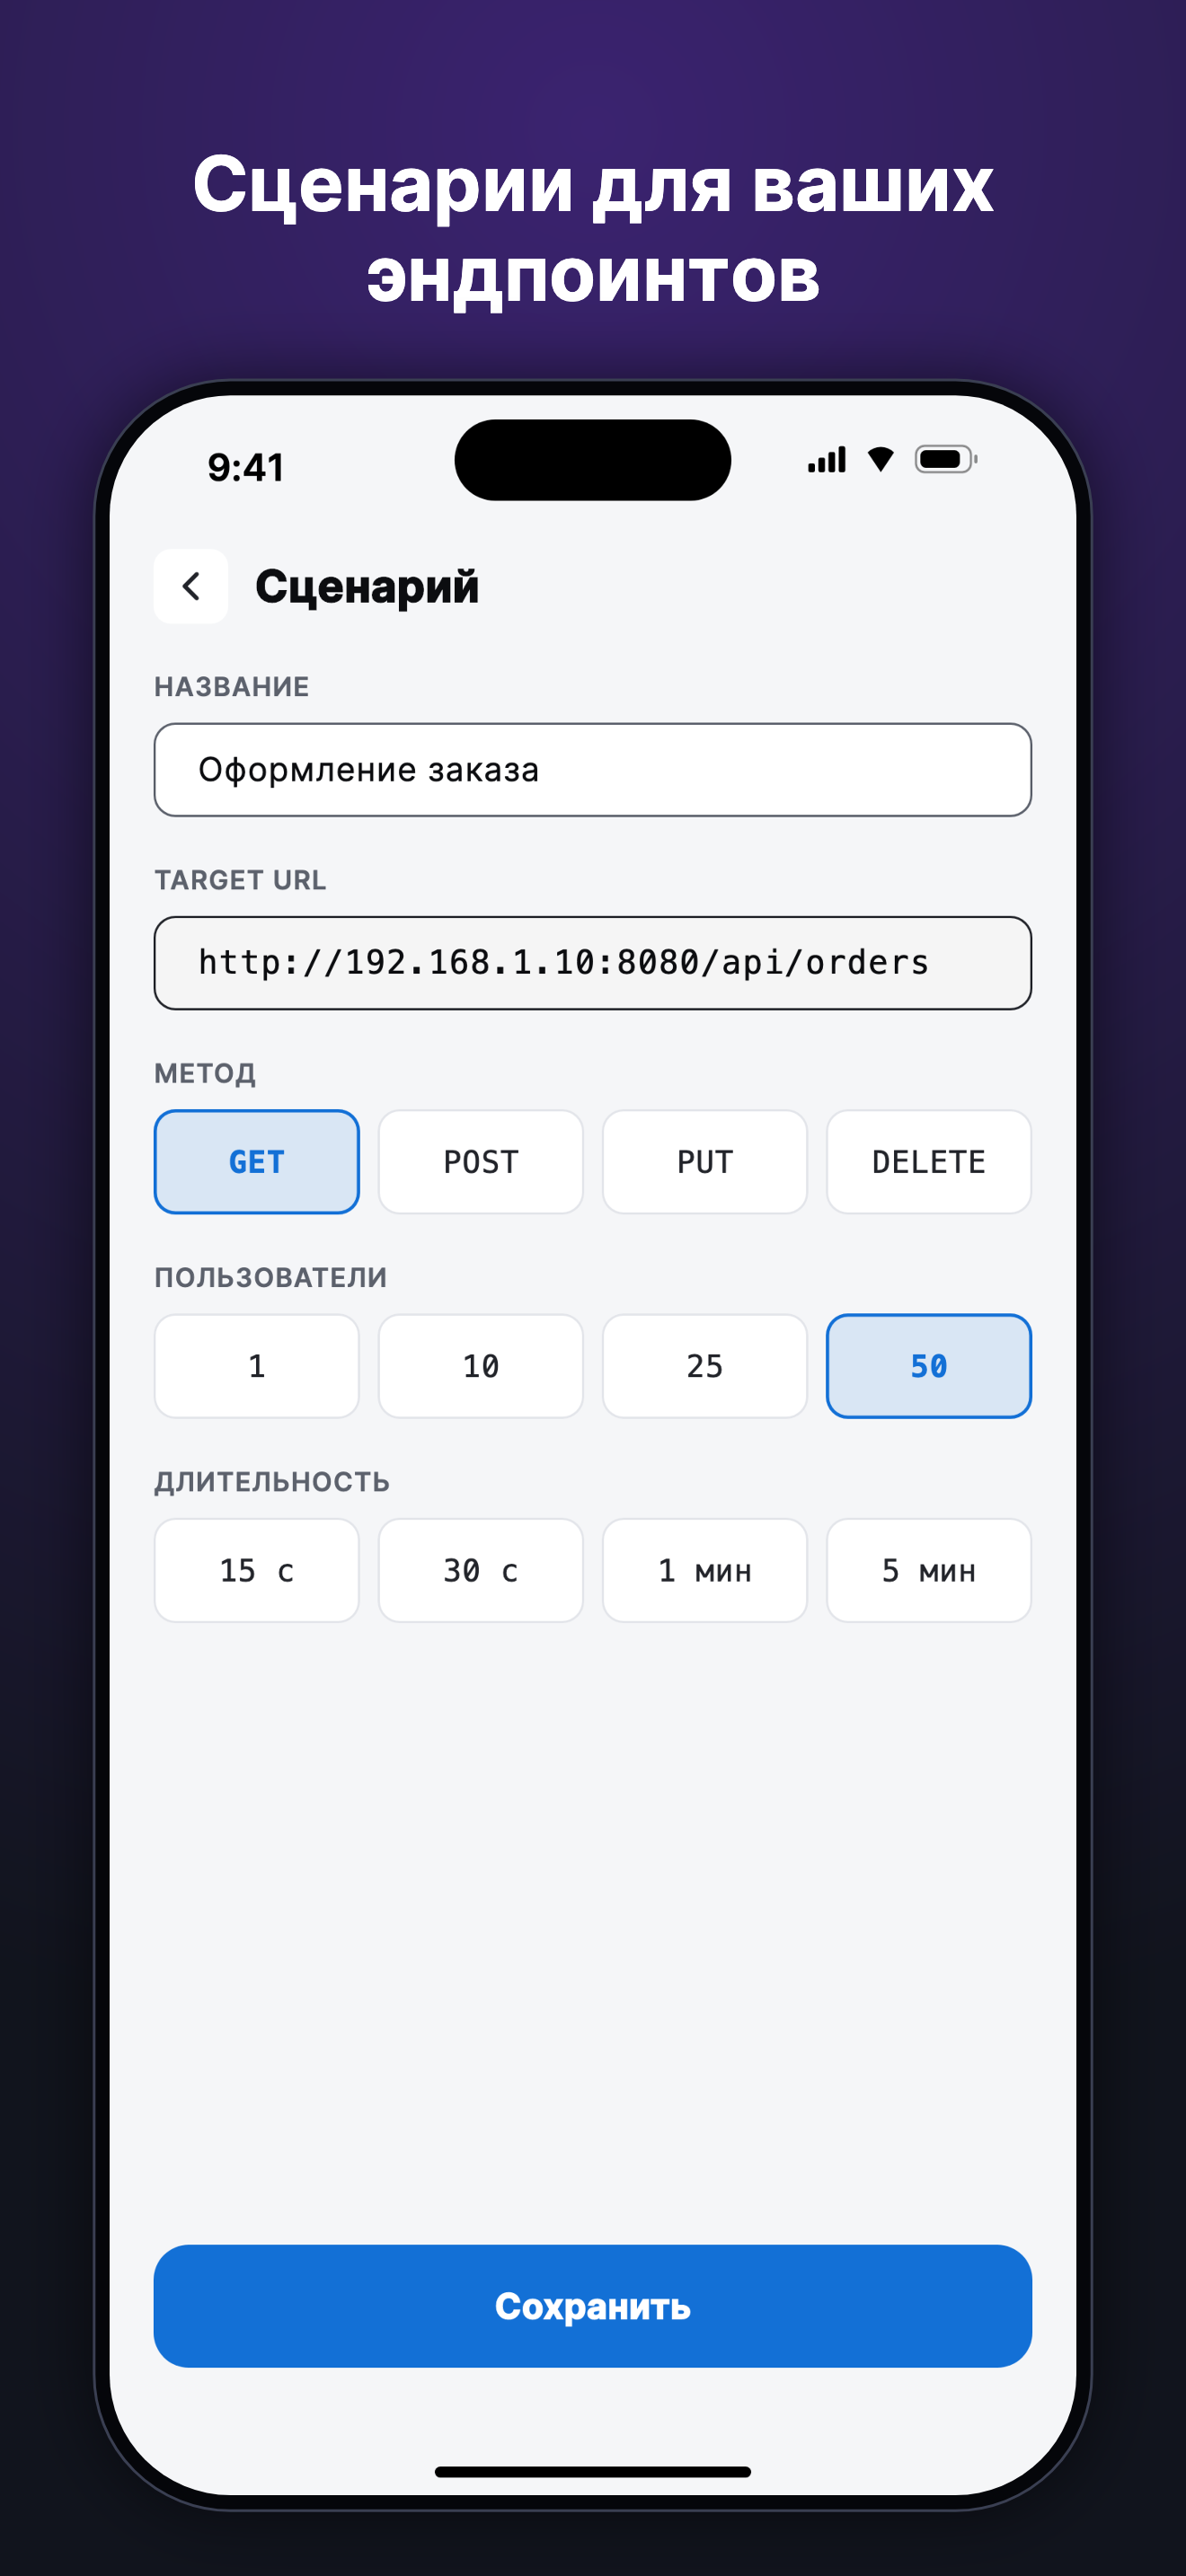 Сценарии для ваших
эндпоинтов
9:41
Сценарий
НАЗВАНИЕ
Оформление заказа
TARGET URL
http://192.168.1.10:8080/api/orders
МЕТОД
GET POST PUT DELETE
ПОЛЬЗОВАТЕЛИ
1 10 25 50
ДЛИТЕЛЬНОСТЬ
15 с 30 с 1 мин 5 мин
Сохранить